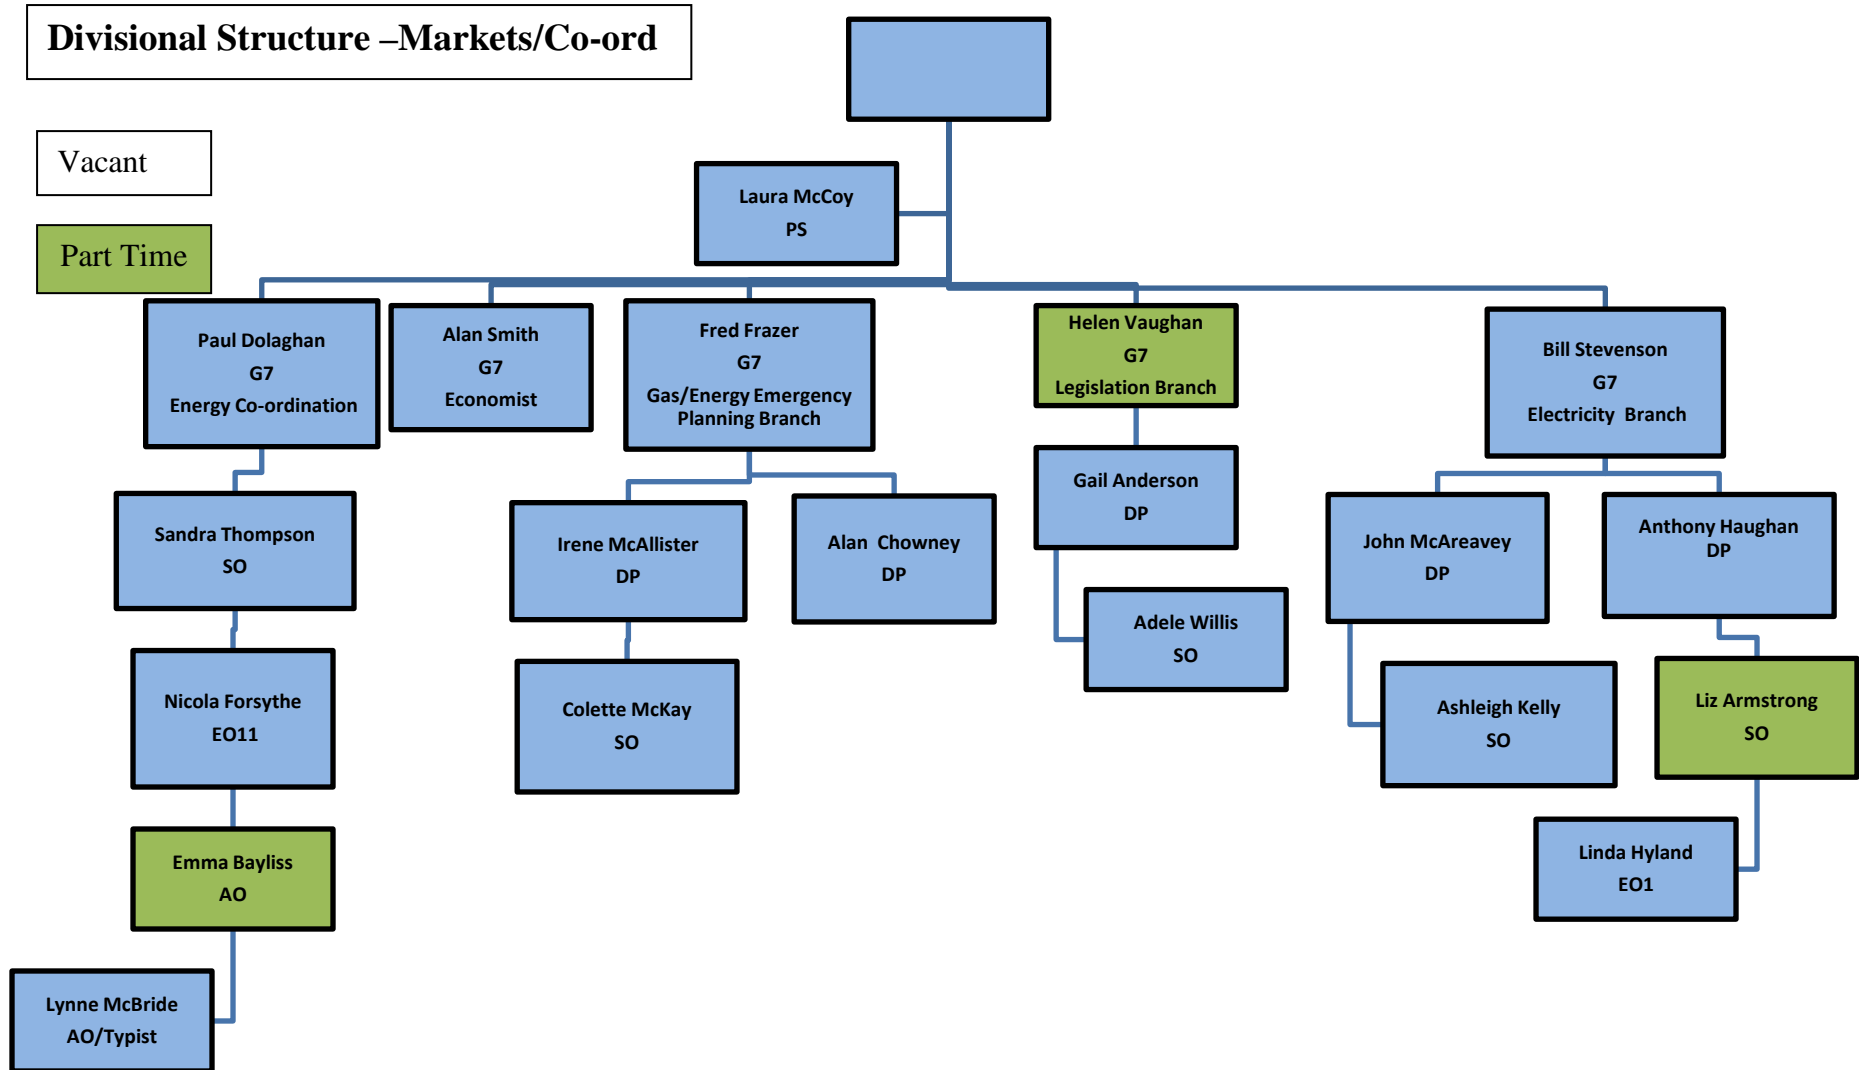 Divisional Structure –Markets/Co-ord
Vacant
Part Time
Laura McCoy
PS
Paul Dolaghan
G7
Energy Co-ordination
Alan Smith
G7
Economist
Fred Frazer
G7
Gas/Energy Emergency
Planning Branch
Helen Vaughan
G7
Legislation Branch
Bill Stevenson
G7
Electricity  Branch
Sandra Thompson
SO
Irene McAllister
DP
Alan  Chowney
DP
Gail Anderson
DP
John McAreavey
DP
Anthony Haughan
DP
Adele Willis
SO
Nicola Forsythe
EO11
Colette McKay
SO
Ashleigh Kelly
SO
Liz Armstrong
SO
Emma Bayliss
AO
Linda Hyland
EO1
Lynne McBride
AO/Typist